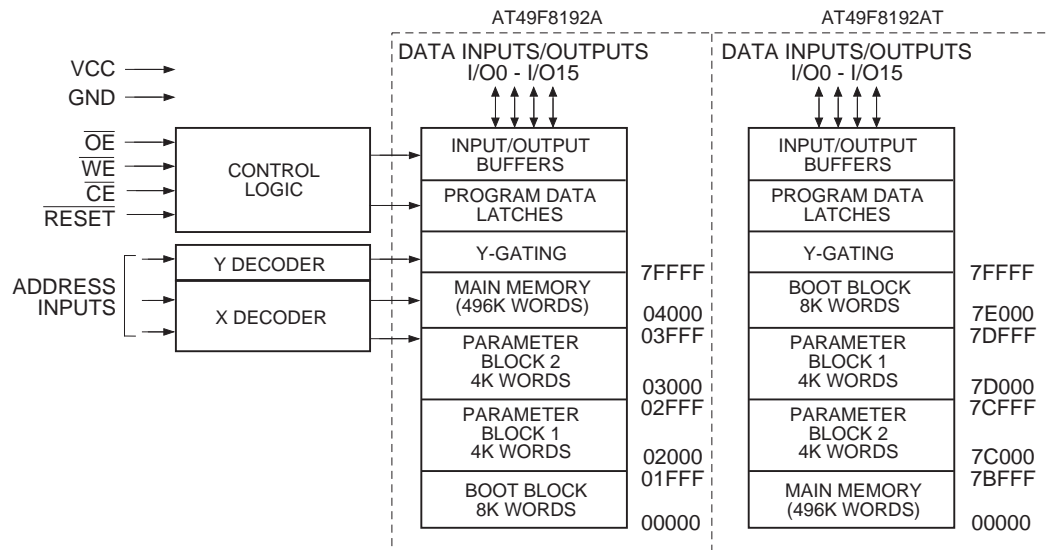 AT49F8192A
AT49F8192AT
VCC
GND
OE
WE
CE
RESET
CONTROL
LOGIC
Y DECODER
X DECODER
ADDRESS
INPUTS
DATA INPUTS/OUTPUTS
I/O0 - I/O15
INPUT/OUTPUT
BUFFERS
PROGRAM DATA
LATCHES
Y-GATING
7FFFF
MAIN MEMORY
(496K WORDS)
04000
03FFF
PARAMETER
BLOCK 2
4K WORDS
03000
02FFF
PARAMETER
BLOCK 1
4K WORDS
02000
01FFF
BOOT BLOCK
8K WORDS
00000
DATA INPUTS/OUTPUTS
I/O0 - I/O15
INPUT/OUTPUT
BUFFERS
PROGRAM DATA
LATCHES
Y-GATING
7FFFF
BOOT BLOCK
8K WORDS
7E000
7DFFF
PARAMETER
BLOCK 1
4K WORDS
7D000
7CFFF
PARAMETER
BLOCK 2
4K WORDS
7C000
7BFFF
MAIN MEMORY
(496K WORDS)
00000